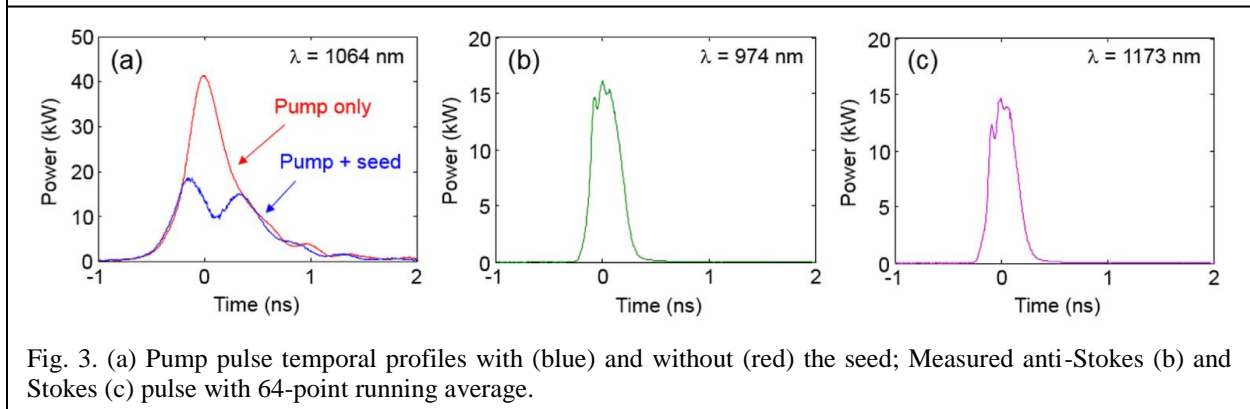 (a)
λ = 1064 nm
Pump only
Pump + seed
Power (kW)
50
40
30
20
10
0
-1 0 1 2
Time (ns)
(b)
λ = 974 nm
Power (kW)
20
15
10
5
0
-1 0 1 2
Time (ns)
(c)
λ = 1173 nm
Power (kW)
20
15
10
5
0
-1 0 1 2
Time (ns)
Fig. 3. (a) Pump pulse temporal profiles with (blue) and without (red) the seed; Measured anti-Stokes (b) and
Stokes (c) pulse with 64-point running average.